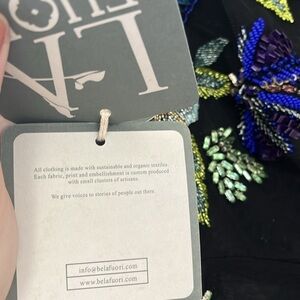 All clothing is made with sustainable and organic textiles.
Each fabric, print and embellishment is custom produced
with small clusters of artisans.
We give voices to stories of people out there.
info@belafuori.com
www.belafuori.com